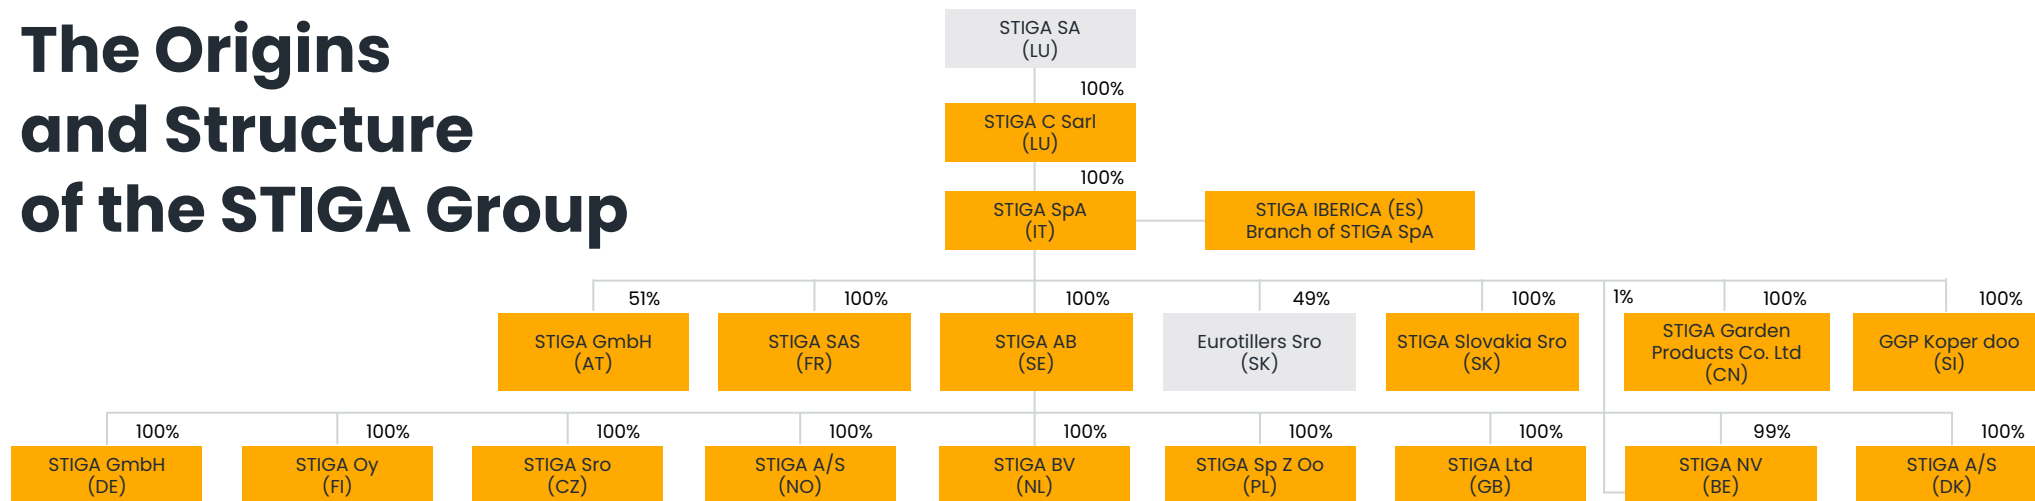 The Origins
and Structure
of the STIGA Group
STIGA SA
(LU)
100%
STIGA C Sarl
(LU)
100%
STIGA SpA
(IT)
STIGA IBERICA (ES)
Branch of STIGA SpA
51%
100%
100%
49%
100%
1%
100%
100%
STIGA GmbH
(AT)
STIGA SAS
(FR)
STIGA AB
(SE)
Eurotillers Sro
(SK)
STIGA Slovakia Sro
(SK)
STIGA Garden
Products Co. Ltd
(CN)
GGP Koper doo
(SI)
100%
100%
100%
100%
100%
100%
100%
99%
100%
STIGA GmbH
(DE)
STIGA Oy
(FI)
STIGA Sro
(CZ)
STIGA A/S
(NO)
STIGA BV
(NL)
STIGA Sp Z Oo
(PL)
STIGA Ltd
(GB)
STIGA NV
(BE)
STIGA A/S
(DK)